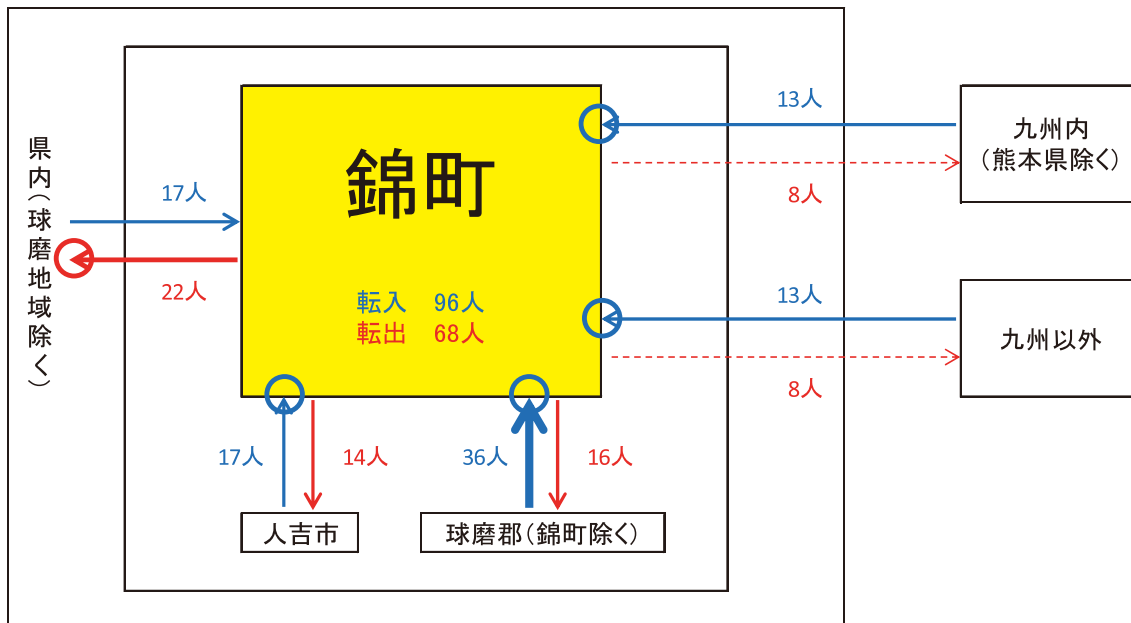 13人
九州内
(熊本県除く)
8人
県内(球磨地域除く)
錦町
17人
22人
転入 96人
転出 68人
13人
九州以外
8人
17人
14人
36人
16人
人吉市
球磨郡(錦町除く)